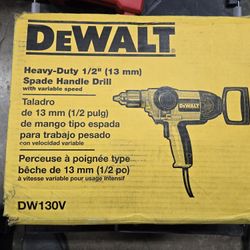 DEWALT
Heavy-Duty 1/2" (13 mm)
Spade Handle Drill
with variable speed
Taladro
de 13 mm (1/2 pulg)
de mango tipo espada
para trabajo pesado
con velocidad variable
Perceuse à poignée type
bêche de 13 mm (1/2 po)
à vitesse variable pour usage intensif
DW130V